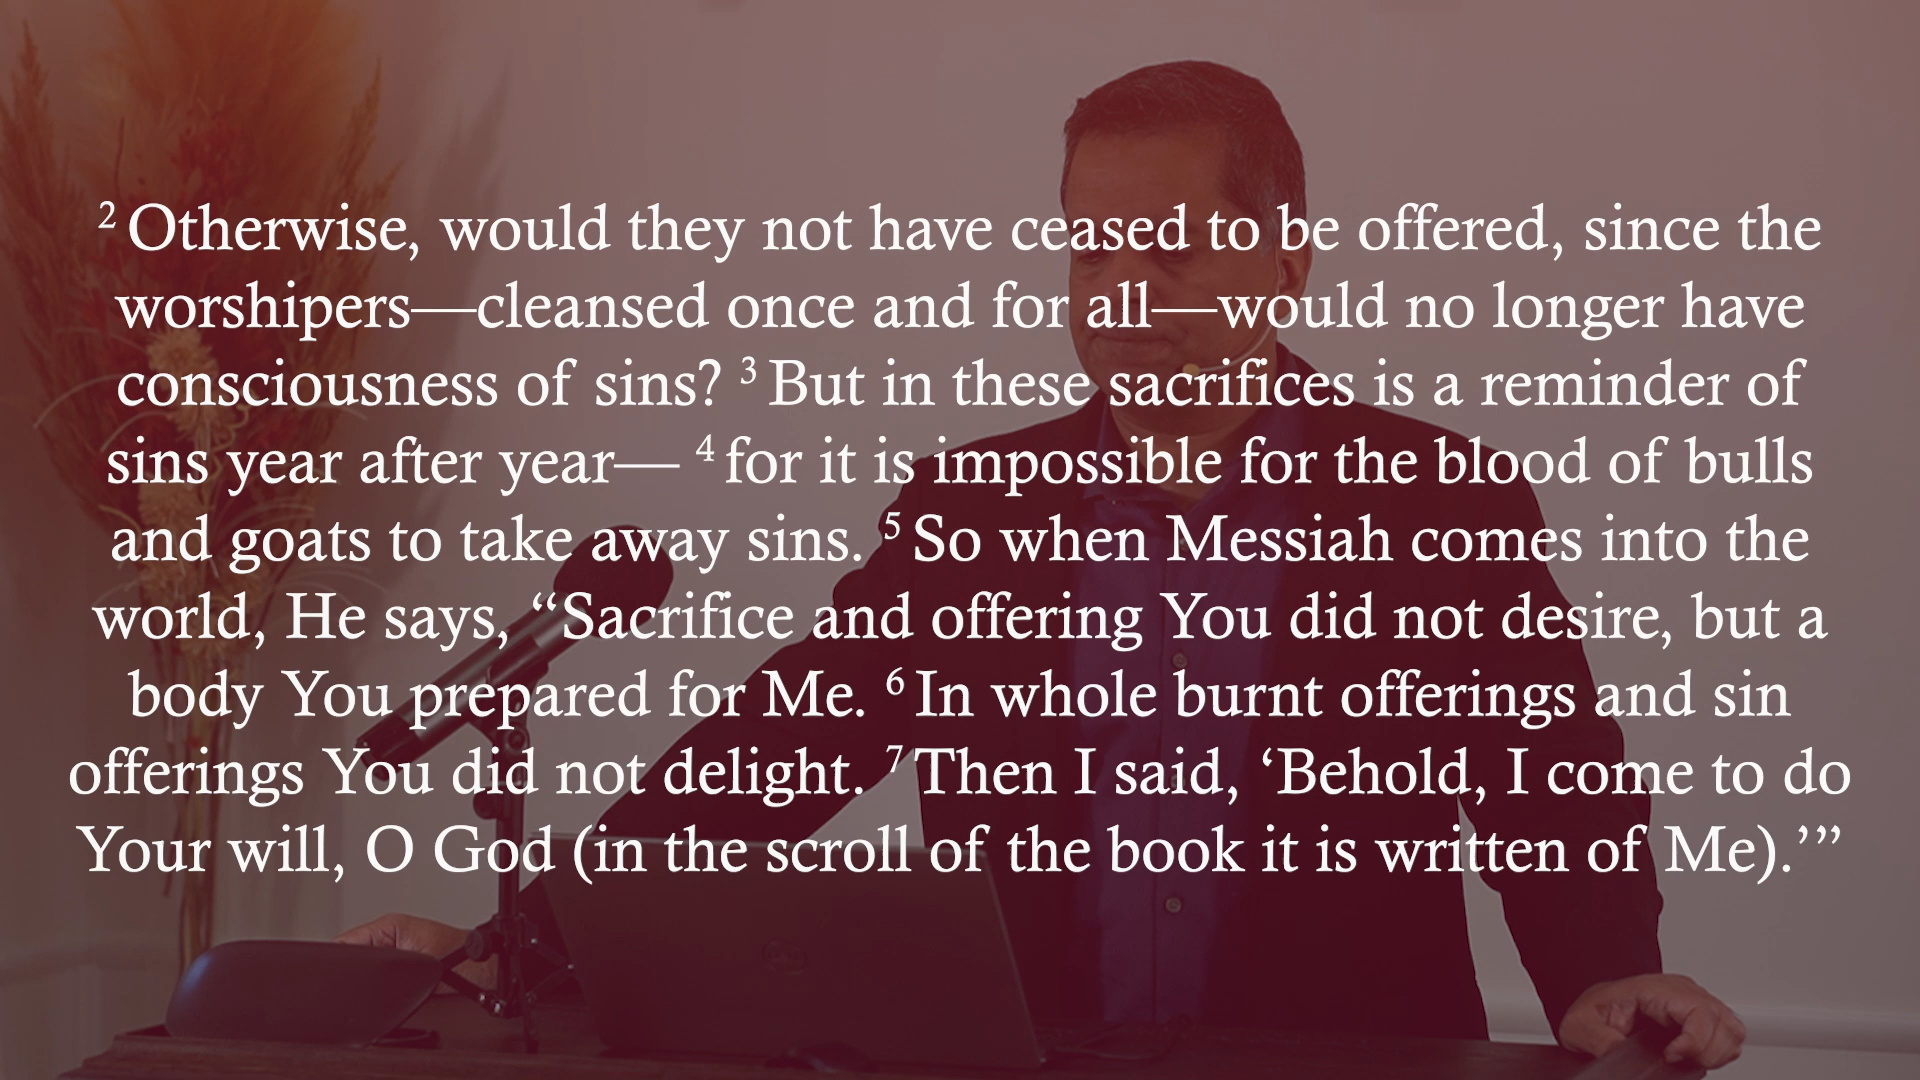 ² Otherwise, would they not have ceased to be offered, since the
worshipers—cleansed once and for all—would no longer have
consciousness of sins? ³ But in these sacrifices is a reminder of
sins year after year— ⁴ for it is impossible for the blood of bulls
and goats to take away sins. ⁵ So when Messiah comes into the
world, He says, “Sacrifice and offering You did not desire, but a
body You prepared for Me. ⁶ In whole burnt offerings and sin
offerings You did not delight. ⁷ Then I said, ‘Behold, I come to do
Your will, O God (in the scroll of the book it is written of Me).’”